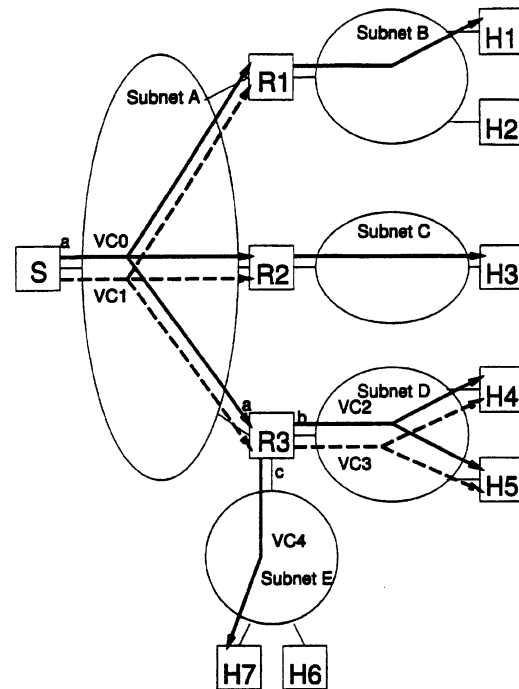 Subnet B
H1
Subnet A
R1
H2
a
VC0
Subnet C
S
R2
H3
VC1
a
b
Subnet D
H4
VC2
R3
VC3
H5
c
VC4
Subnet E
H7
H6